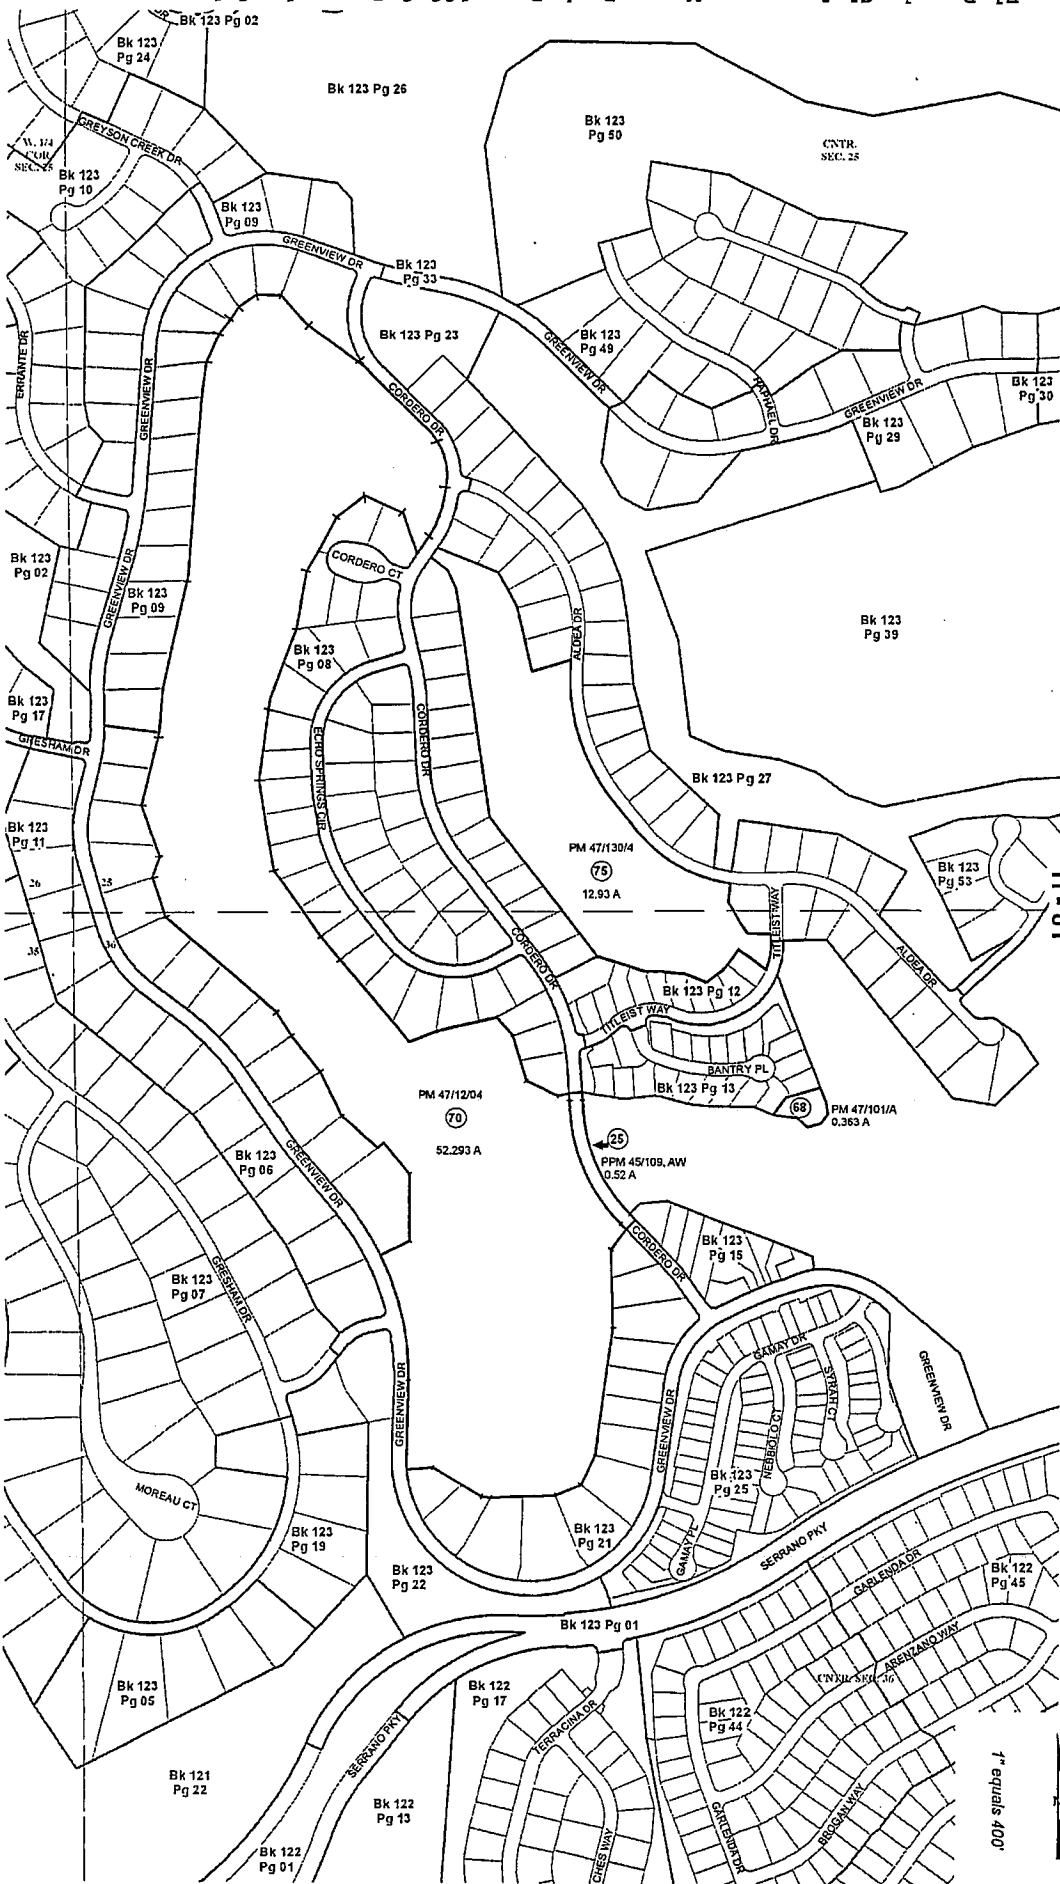 Bk 123 Pg 02
Bk 123
Pg 24
Bk 123 Pg 26
Bk 123
Pg 50
CNTR.
SEC. 25
GREYSON CREEK DR
W. 1/4
COR
SEC. 25
Bk 123
Pg 10
Bk 123
Pg 09
GREENVIEW DR
Bk 123
Pg 33
Bk 123 Pg 23
Bk 123
Pg 49
GREENVIEW DR
ERRANTE DR
GREENVIEW DR
CORDERO DR
RAPHAEL DR
GREENVIEW DR
Bk 123
Pg 30
Bk 123
Pg 29
Bk 123
Pg 02
GREENVIEW DR
Bk 123
Pg 09
CORDERO CT
ALDEA DR
Bk 123
Pg 39
Bk 123
Pg 08
Bk 123
Pg 17
GRESHAM DR
ECHO SPRINGS CIR
CORDERO DR
Bk 123 Pg 27
Bk 123
Pg 11
PM 47/130/4
75
12.93 A
Bk 123
Pg 53
26
25
35
36
TITLEIST WAY
CORDERO DR
ALDEA DR
Bk 123 Pg 12
TITLEIST WAY
BANTRY PL
Bk 123 Pg 13
PM 47/12/04
70
52.293 A
68
PM 47/101/A
0.363 A
25
PPM 45/109, AW
0.52 A
Bk 123
Pg 06
GREENVIEW DR
CORDERO DR
Bk 123
Pg 15
Bk 123
Pg 07
GRESHAM DR
GAMAY DR
SYRAH CT
GREENVIEW DR
GREENVIEW DR
GREENVIEW DR
NEBBIOLO CT
Bk 123
Pg 25
MOREAU CT
Bk 123
Pg 19
Bk 123
Pg 21
GAMAY PL
SERRANO PKY
Bk 123
Pg 22
GARLENDA DR
Bk 122
Pg 45
Bk 123 Pg 01
ARENZANO WAY
CNTR. SEC. 36
Bk 123
Pg 05
Bk 122
Pg 17
TERRACINA DR
Bk 122
Pg 44
SERRANO PKY
Bk 121
Pg 22
Bk 122
Pg 13
1" equals 400'
GARLENDA DR
BROGAN WAY
CHES WAY
Bk 122
Pg 01